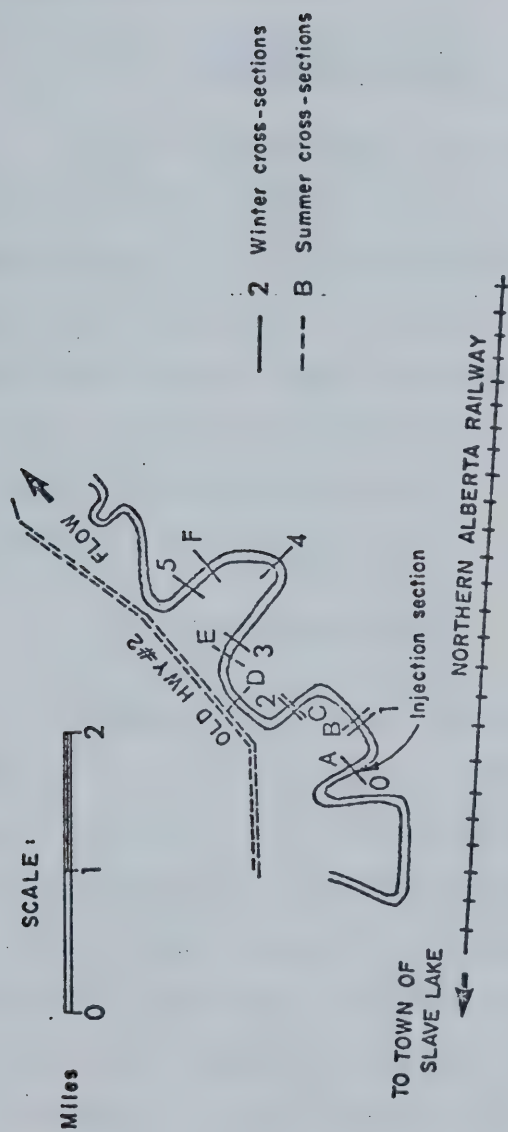 SCALE:
Miles
0 1 2
OLD HWY #2
FLOW
5
F
E
D
3
4
2
C
B
1
A
0
Injection section
NORTHERN ALBERTA RAILWAY
TO TOWN OF
SLAVE LAKE
2 Winter cross-sections
B Summer cross-sections